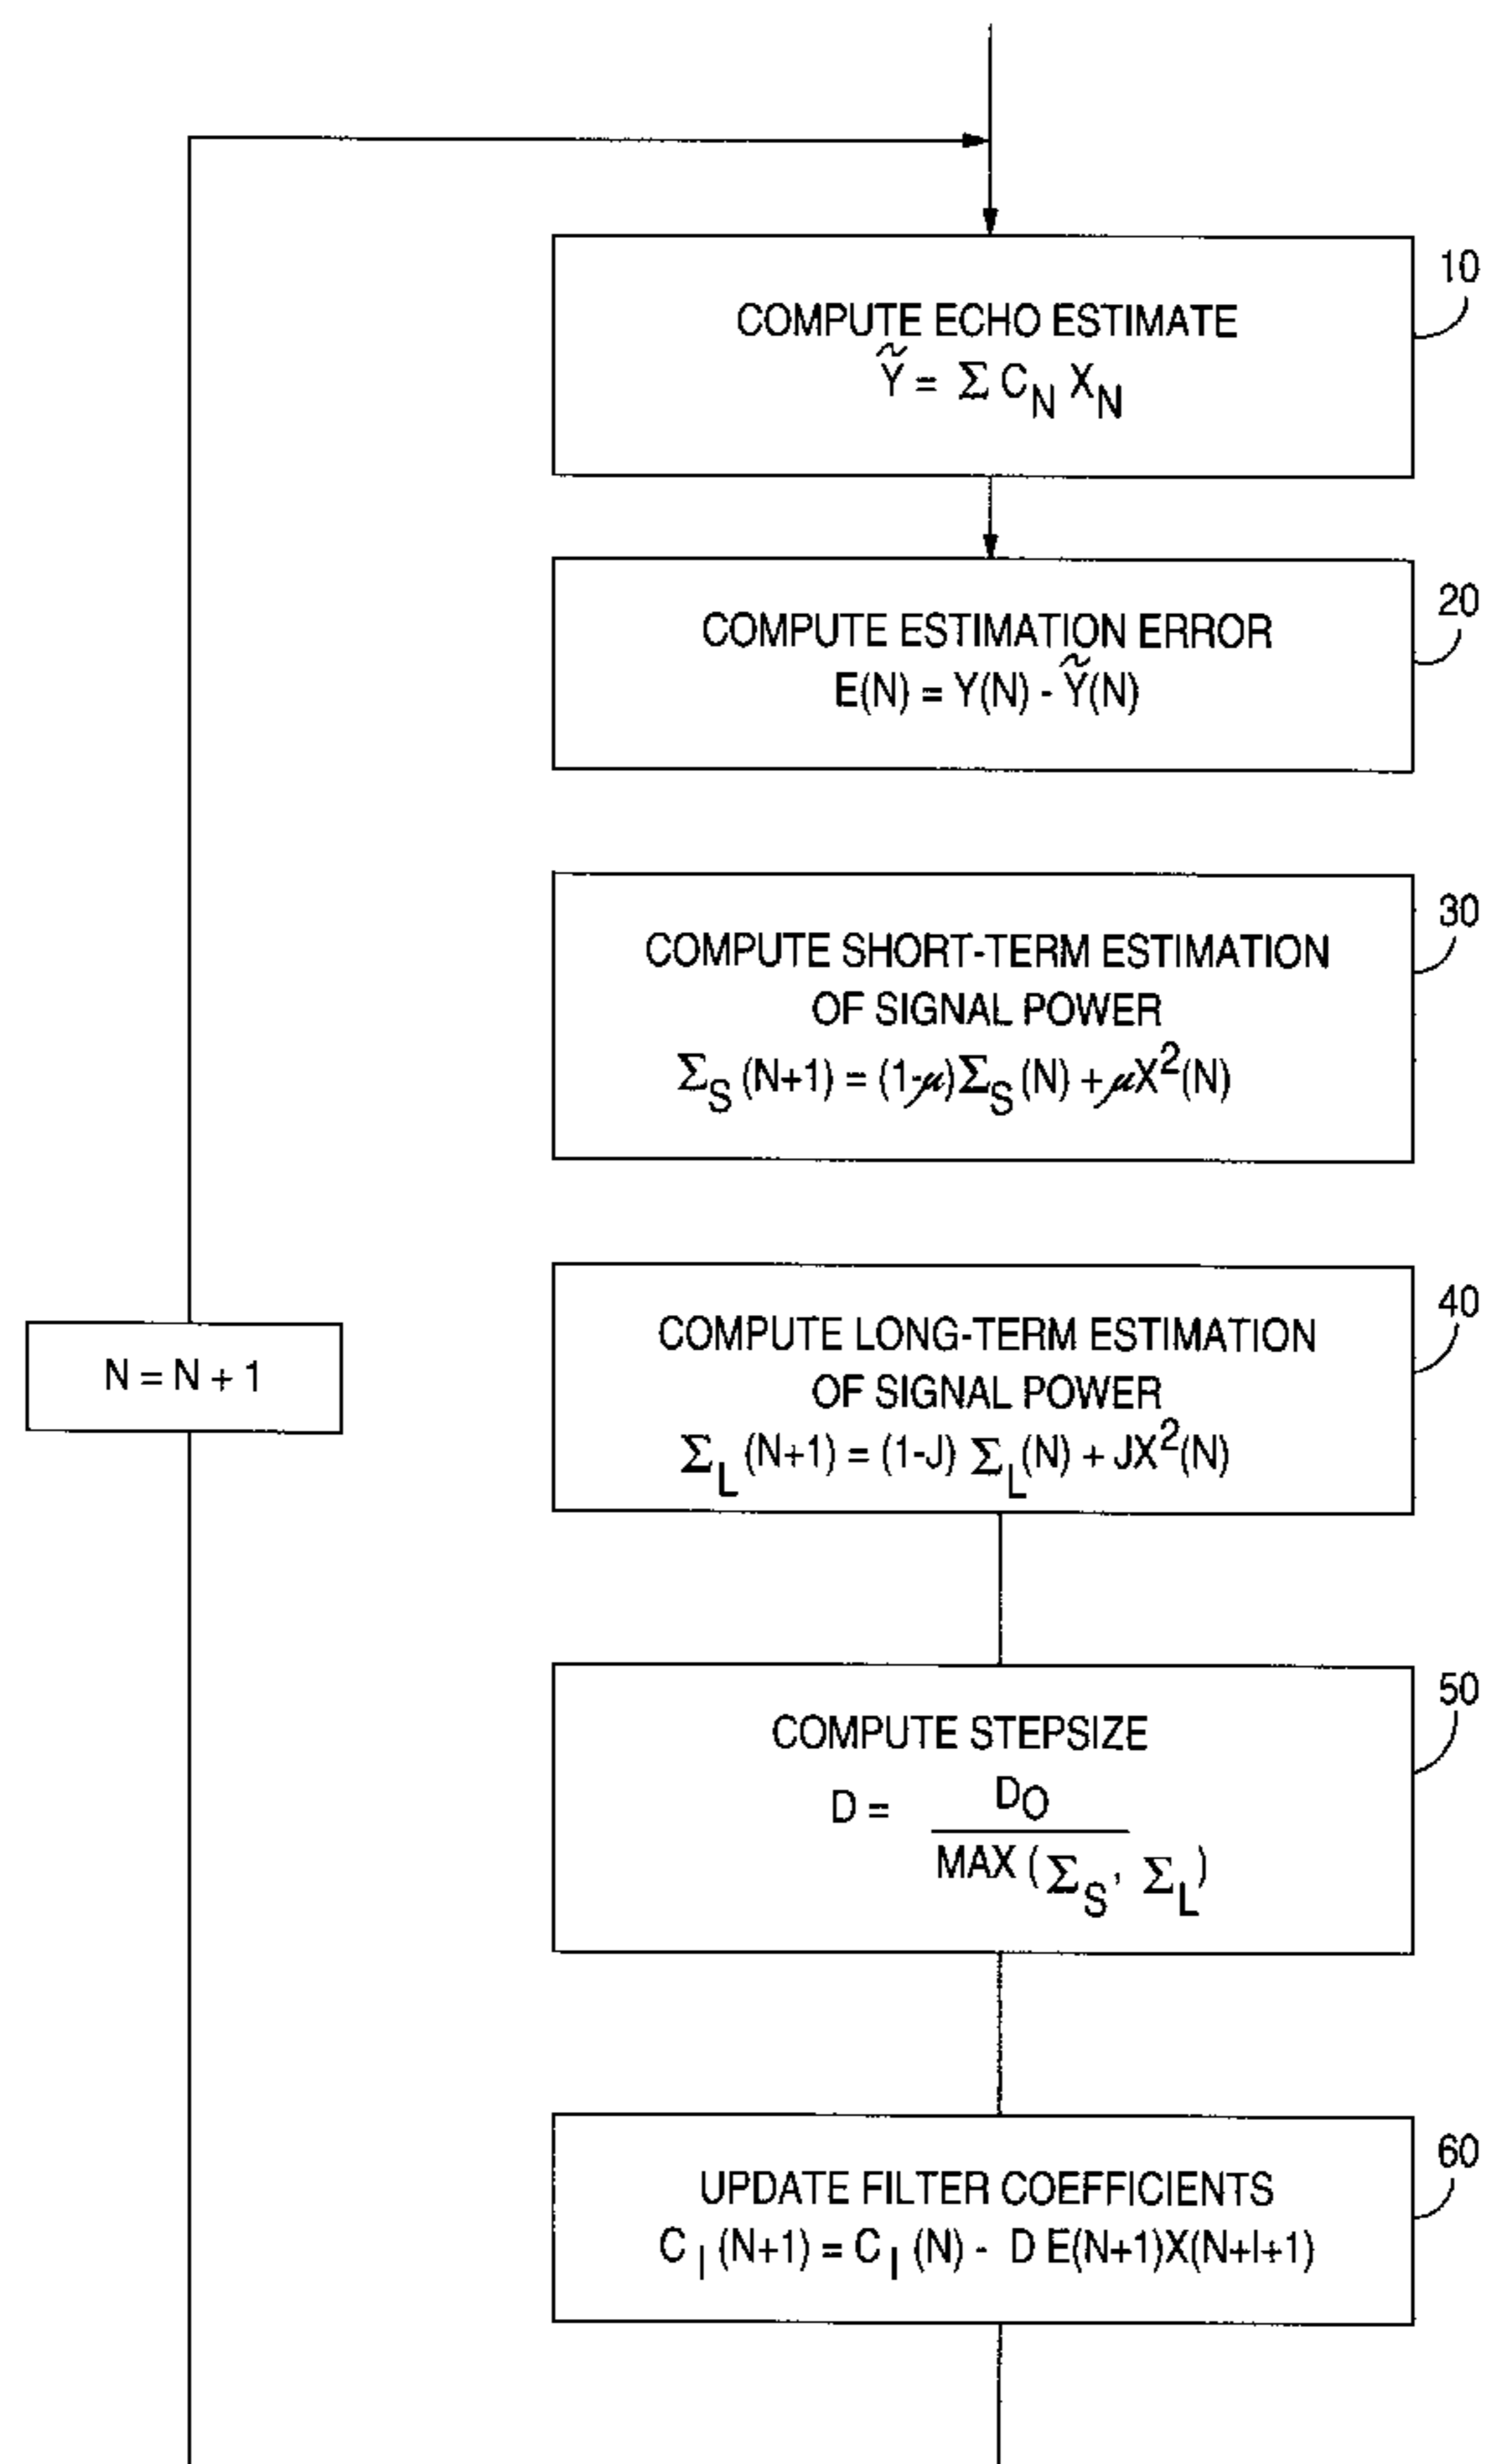 10
COMPUTE ECHO ESTIMATE
Ỹ = Σ C_N X_N
20
COMPUTE ESTIMATION ERROR
E(N) = Y(N) - Ỹ(N)
30
COMPUTE SHORT-TERM ESTIMATION
OF SIGNAL POWER
Σ_S (N+1) = (1-μ)Σ_S (N) + μX²(N)
40
COMPUTE LONG-TERM ESTIMATION
OF SIGNAL POWER
Σ_L (N+1) = (1-J) Σ_L (N) + JX²(N)
N = N + 1
50
COMPUTE STEPSIZE
D = D_O
MAX (Σ_S, Σ_L)
60
UPDATE FILTER COEFFICIENTS
C_I (N+1) = C_I (N) - D E(N+1)X(N+I+1)